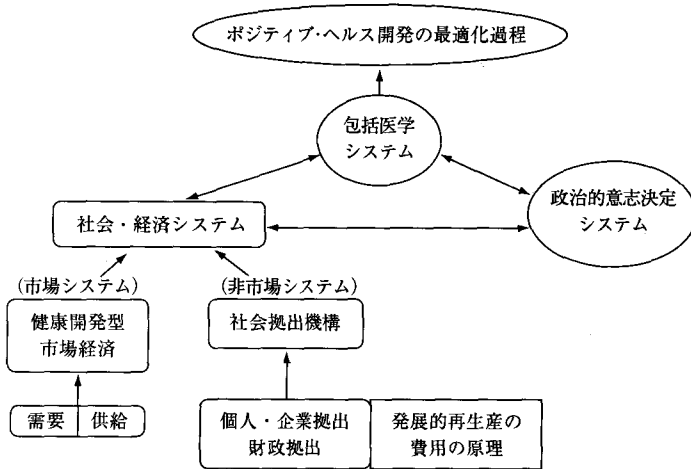 ポジティブ・ヘルス開発の最適化過程
包括医学
システム
政治的意志決定
システム
社会・経済システム
(市場システム)
(非市場システム)
健康開発型
市場経済
社会拠出機構
需要
供給
個人・企業拠出
財政拠出
発展的再生産の
費用の原理